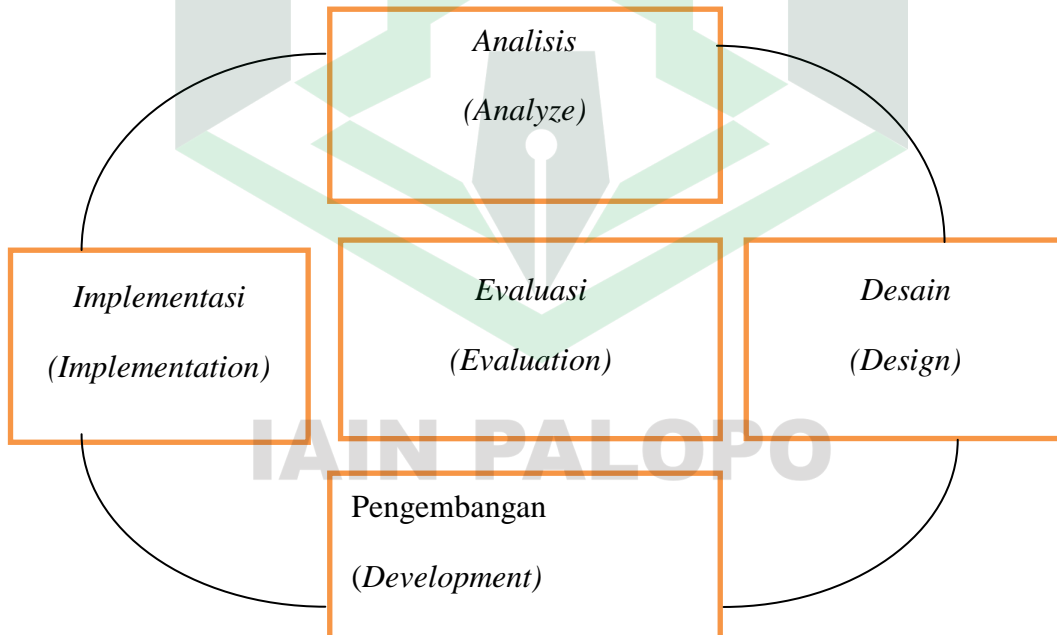 Analisis
(Analyze)
Implementasi
(Implementation)
Evaluasi
(Evaluation)
Desain
(Design)
IAIN PALOPO
Pengembangan
(Development)